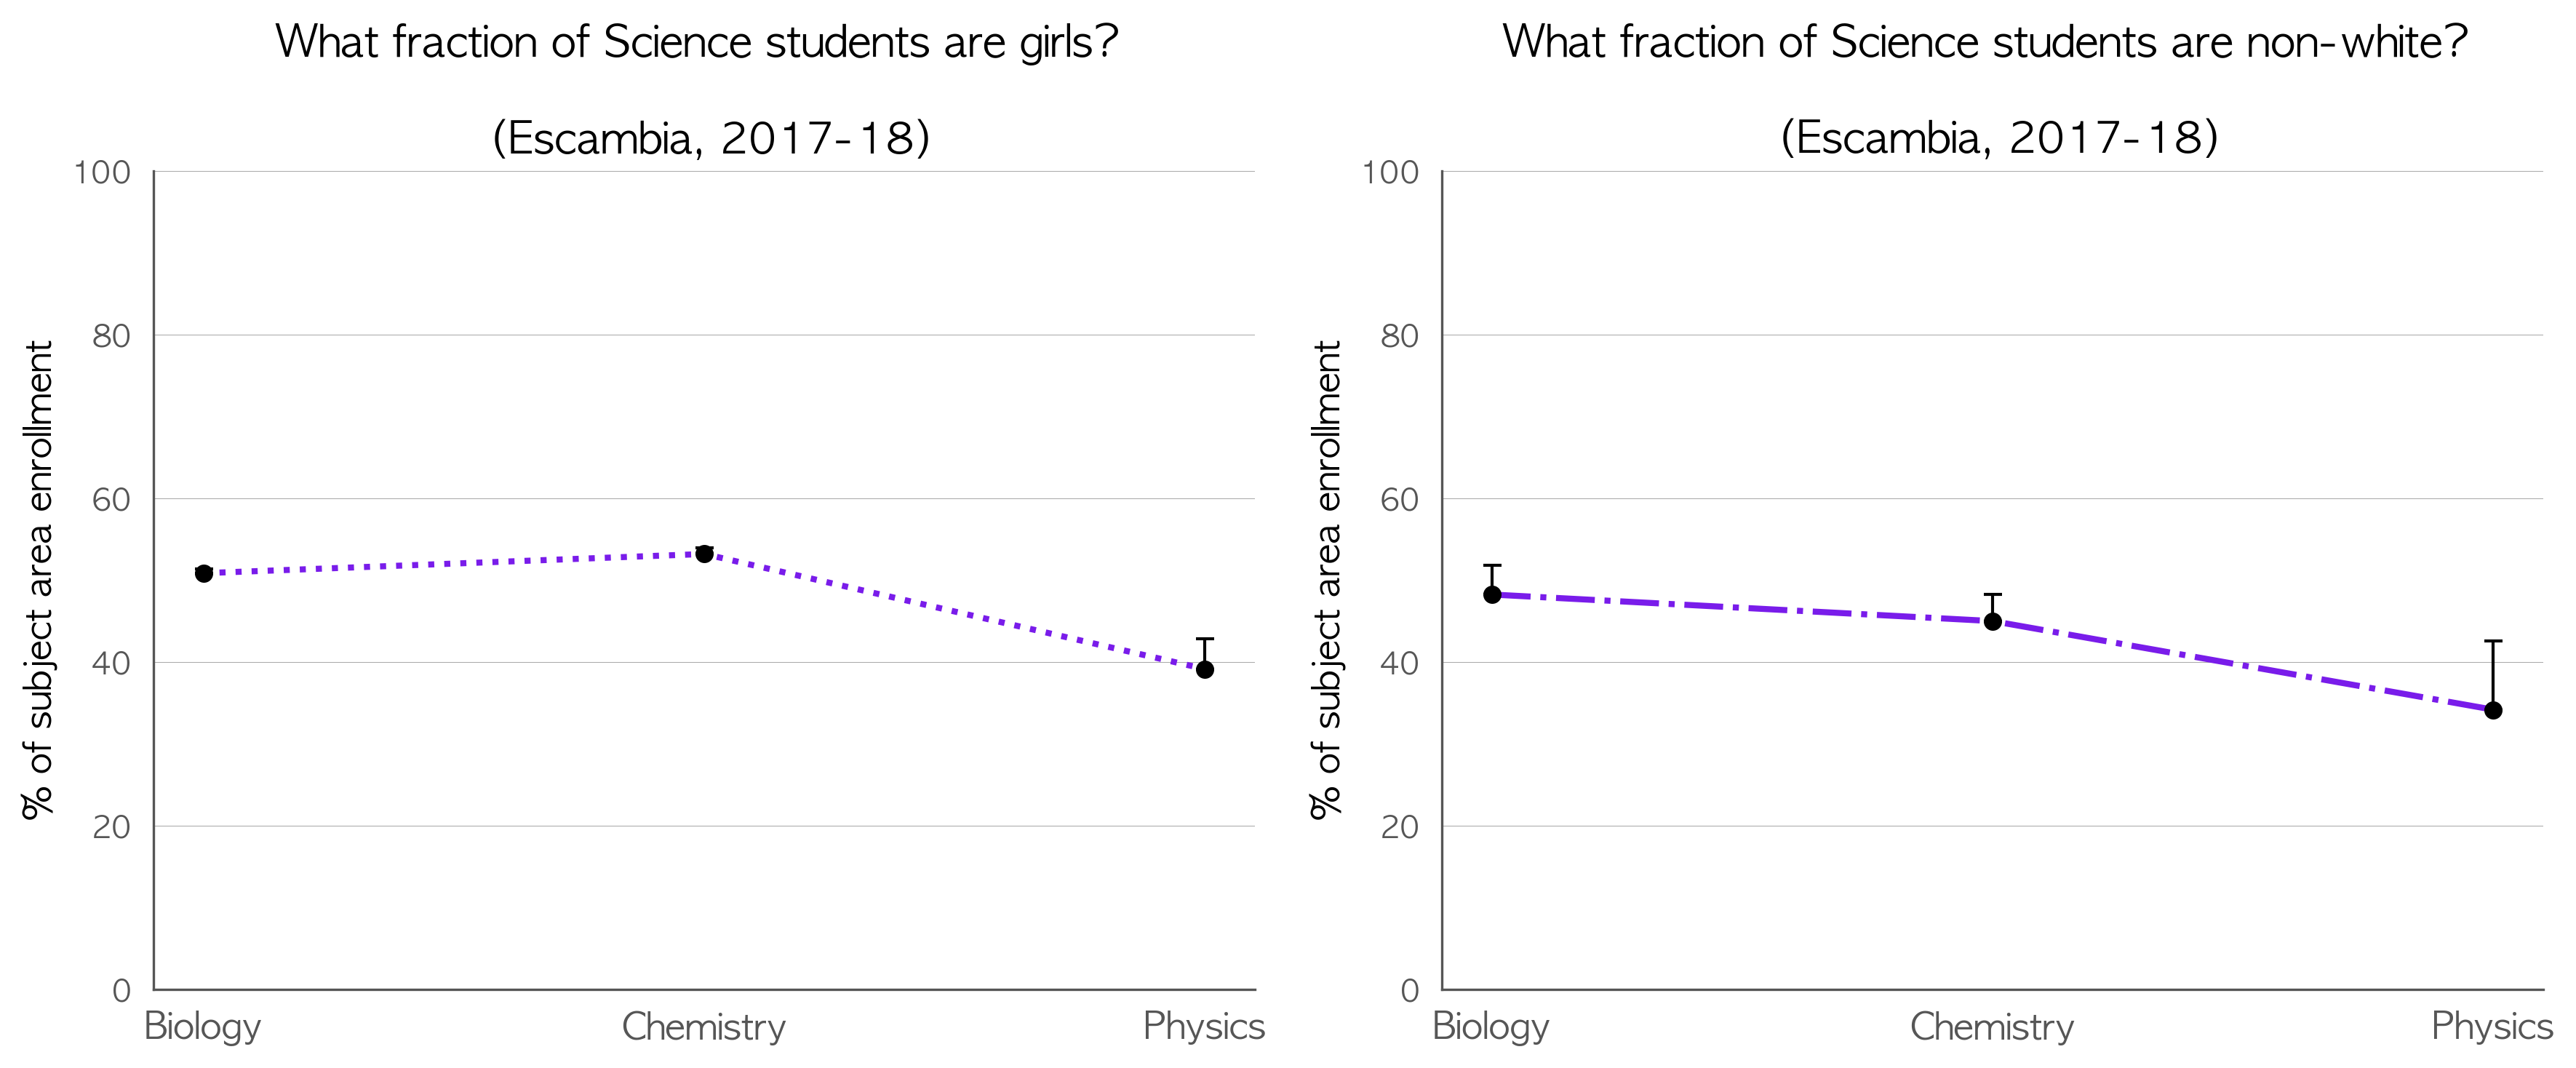 What fraction of Science students are girls?
(Escambia, 2017-18)
% of subject area enrollment
100
80
60
40
20
0
Biology
Chemistry
Physics
What fraction of Science students are non-white?
(Escambia, 2017-18)
% of subject area enrollment
100
80
60
40
20
0
Biology
Chemistry
Physics